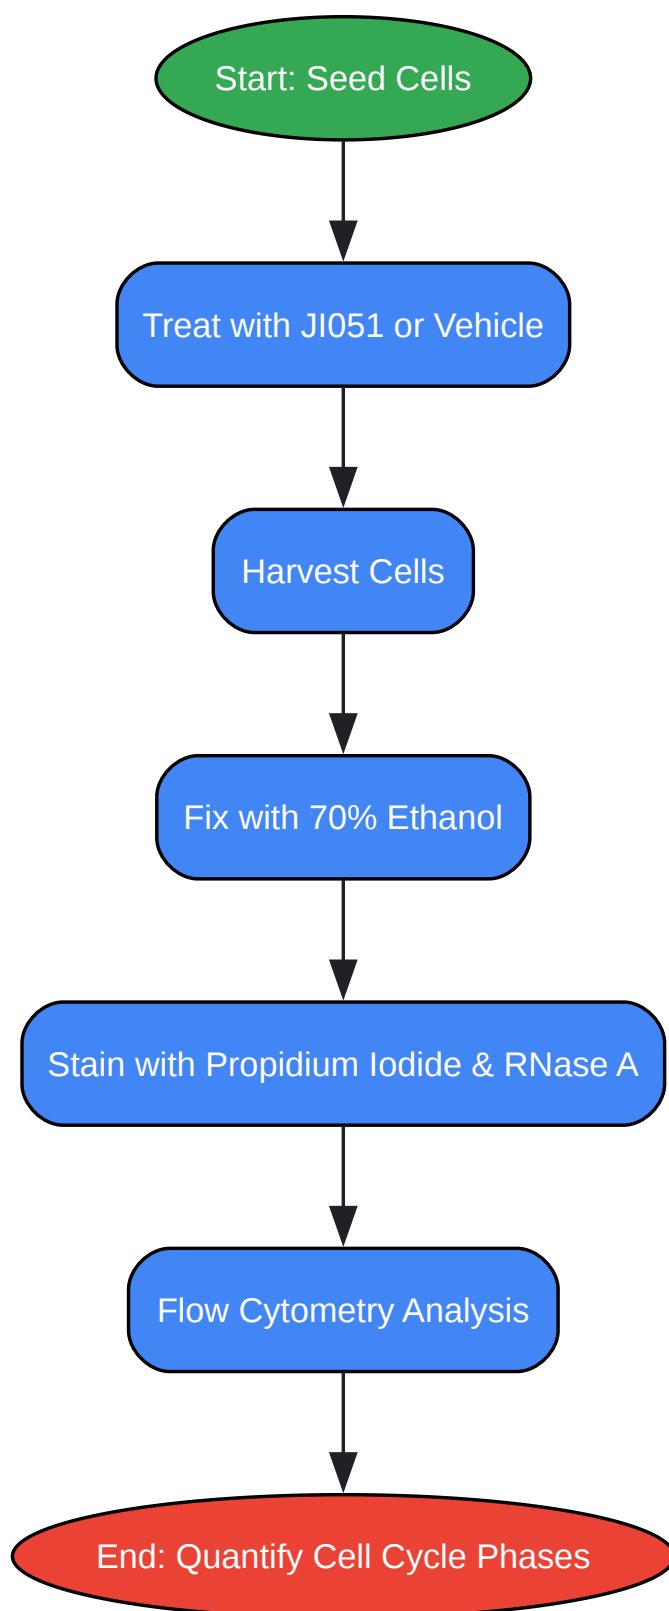 Start: Seed Cells
Treat with JI051 or Vehicle
Harvest Cells
Fix with 70% Ethanol
Stain with Propidium Iodide & RNase A
Flow Cytometry Analysis
End: Quantify Cell Cycle Phases